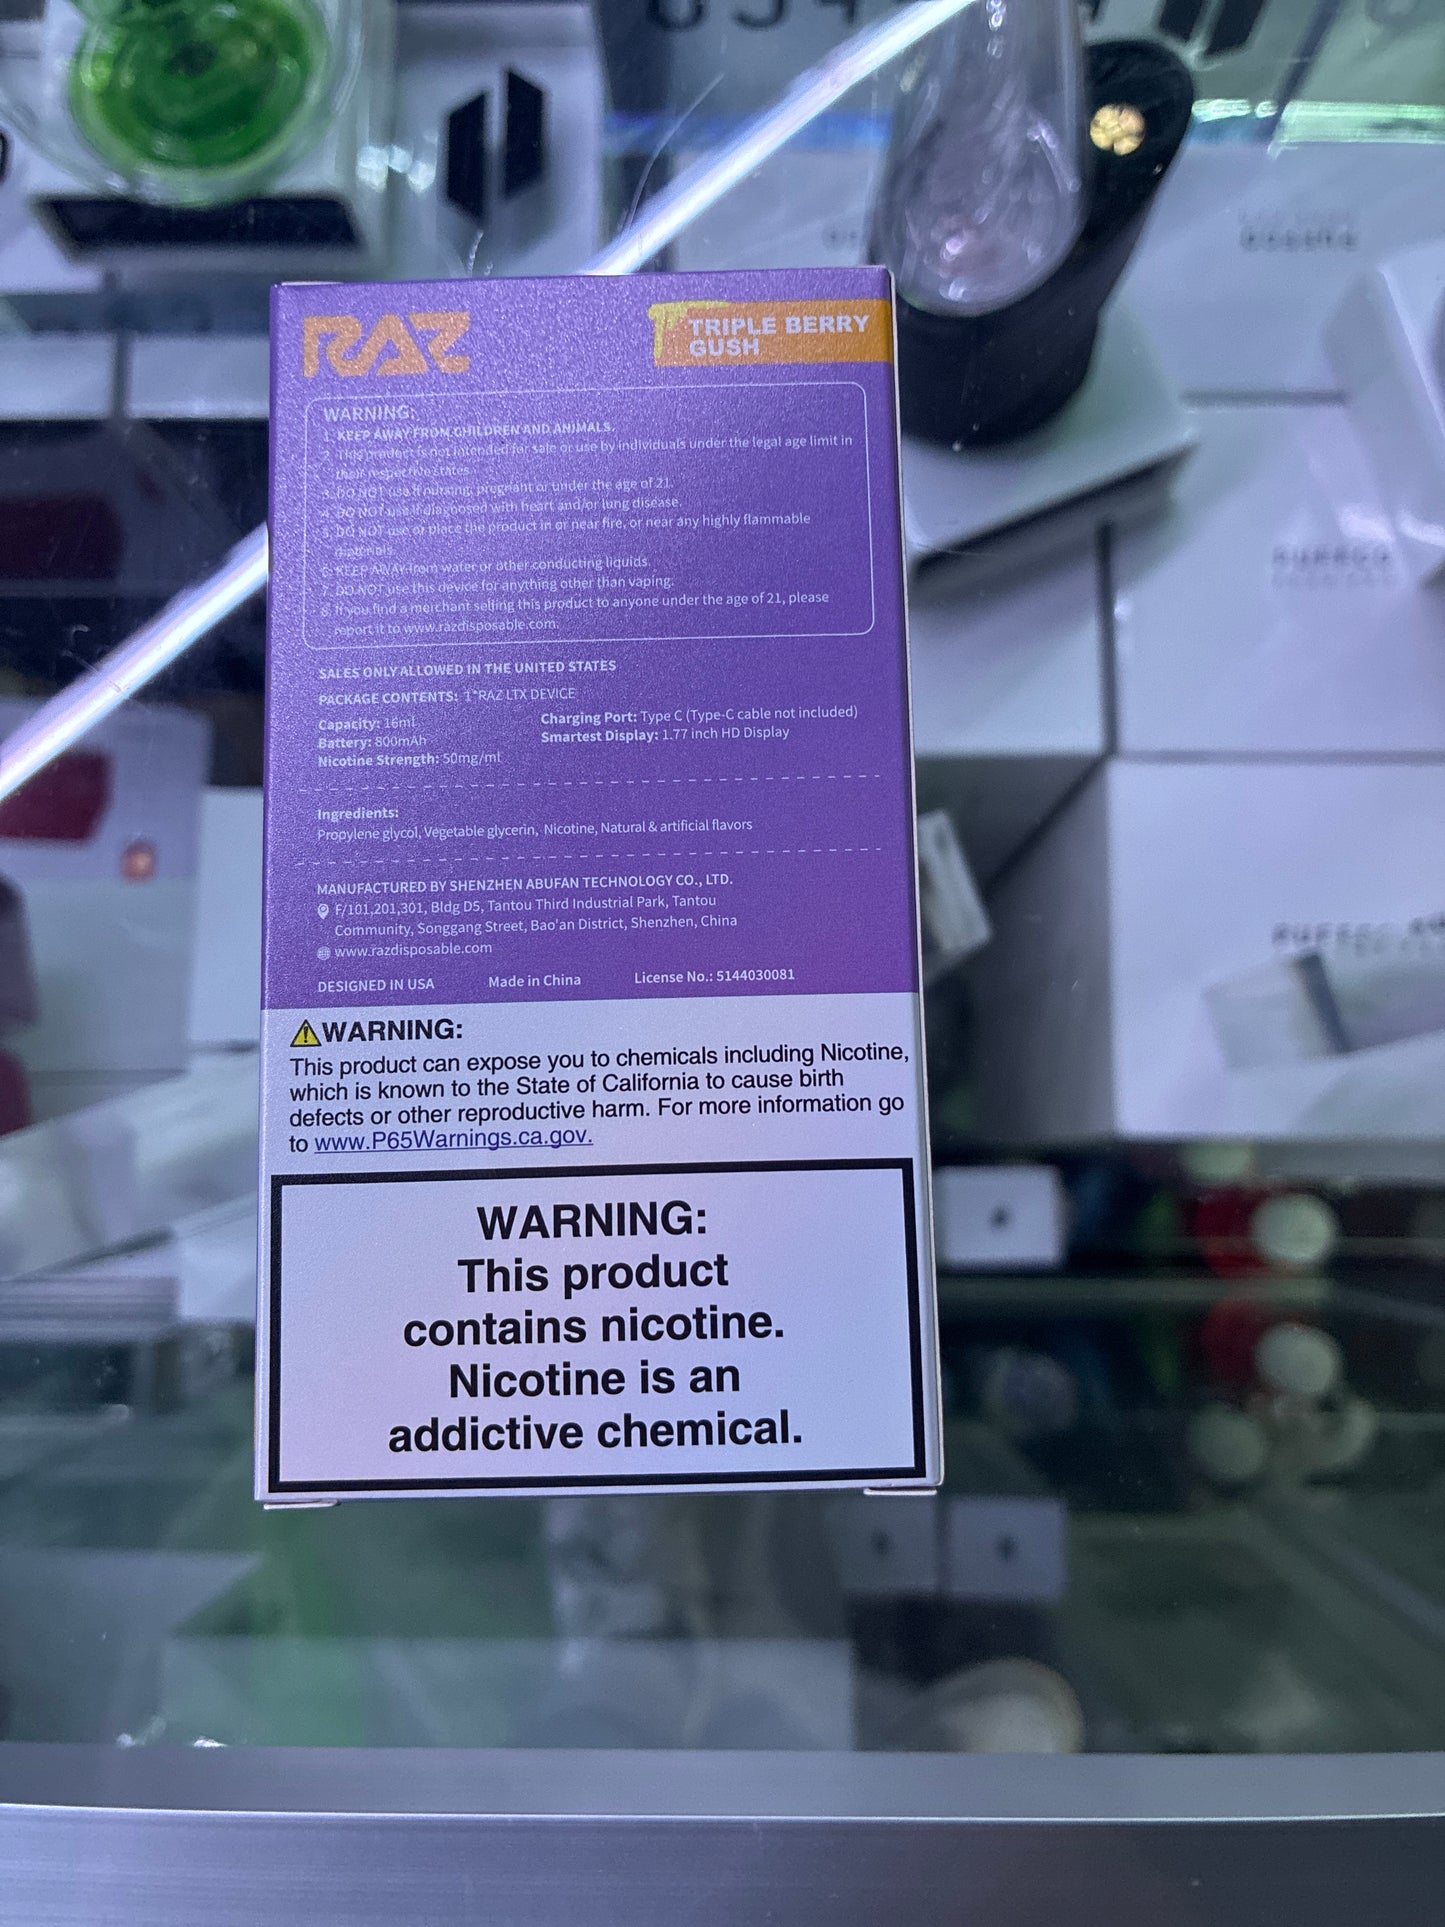 RAZ
TRIPLE BERRY
GUSH
WARNING:
1. KEEP AWAY FROM CHILDREN AND ANIMALS.
2. This product is not intended for sale or use by individuals under the legal age limit in
their respective states.
3. DO NOT use if nursing, pregnant or under the age of 21.
4. DO NOT use if diagnosed with heart and/or lung disease.
5. DO NOT use or place the product in or near fire, or near any highly flammable
materials.
6. KEEP AWAY from water or other conducting liquids.
7. DO NOT use this device for anything other than vaping.
8. If you find a merchant selling this product to anyone under the age of 21, please
report it to www.razdisposable.com.
SALES ONLY ALLOWED IN THE UNITED STATES
PACKAGE CONTENTS: 1*RAZ LTX DEVICE
Capacity: 16ml
Charging Port: Type C (Type-C cable not included)
Battery: 800mAh
Smartest Display: 1.77 inch HD Display
Nicotine Strength: 50mg/ml
Ingredients:
Propylene glycol, Vegetable glycerin, Nicotine, Natural & artificial flavors
MANUFACTURED BY SHENZHEN ABUFAN TECHNOLOGY CO., LTD.
F/101,201,301, Bldg D5, Tantou Third Industrial Park, Tantou
Community, Songgang Street, Bao'an District, Shenzhen, China
www.razdisposable.com
DESIGNED IN USA Made in China License No.: 5144030081
WARNING:
This product can expose you to chemicals including Nicotine,
which is known to the State of California to cause birth
defects or other reproductive harm. For more information go
to www.P65Warnings.ca.gov.
WARNING:
This product
contains nicotine.
Nicotine is an
addictive chemical.
PUFFCO